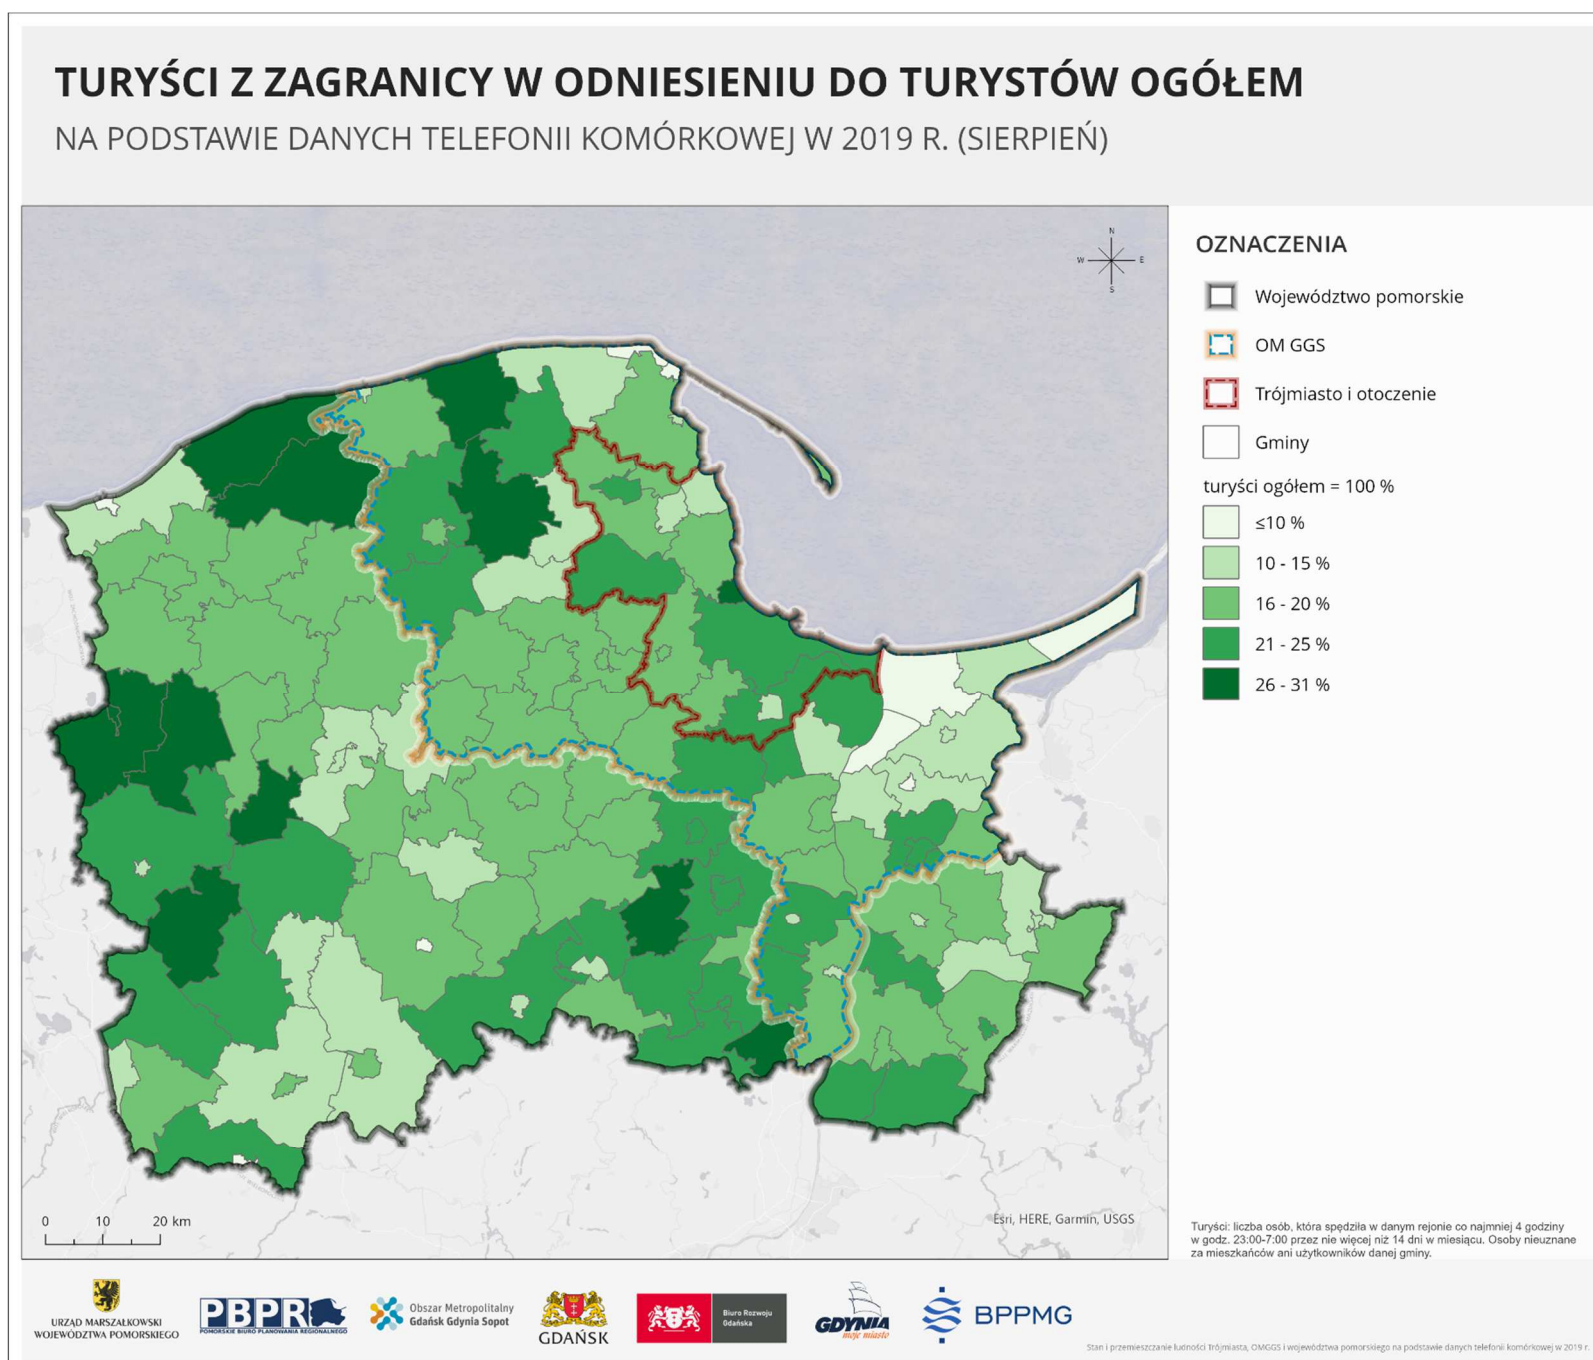 TURYŚCI Z ZAGRANICY W ODNIESIENIU DO TURYSTÓW OGÓŁEM
NA PODSTAWIE DANYCH TELEFONII KOMÓRKOWEJ W 2019 R. (SIERPIEŃ)
N
W E
S
OZNACZENIA
Województwo pomorskie
OM GGS
Trójmiasto i otoczenie
Gminy
turyści ogółem = 100 %
≤10 %
10 - 15 %
16 - 20 %
21 - 25 %
26 - 31 %
0 10 20 km
Esri, HERE, Garmin, USGS
Turyści: liczba osób, która spędziła w danym rejonie co najmniej 4 godziny
w godz. 23:00-7:00 przez nie więcej niż 14 dni w miesiącu. Osoby nieuznane
za mieszkańców ani użytkowników danej gminy.
URZĄD MARSZAŁKOWSKI
WOJEWÓDZTWA POMORSKIEGO
PBPR
POMORSKIE BIURO PLANOWANIA REGIONALNEGO
Obszar Metropolitalny
Gdańsk Gdynia Sopot
GDAŃSK
Biuro Rozwoju
Gdańska
GDYNIA
moje miasto
BPPMG
Stan i przemieszczanie ludności Trójmiasta, OMGGS i województwa pomorskiego na podstawie danych telefonii komórkowej w 2019 r.